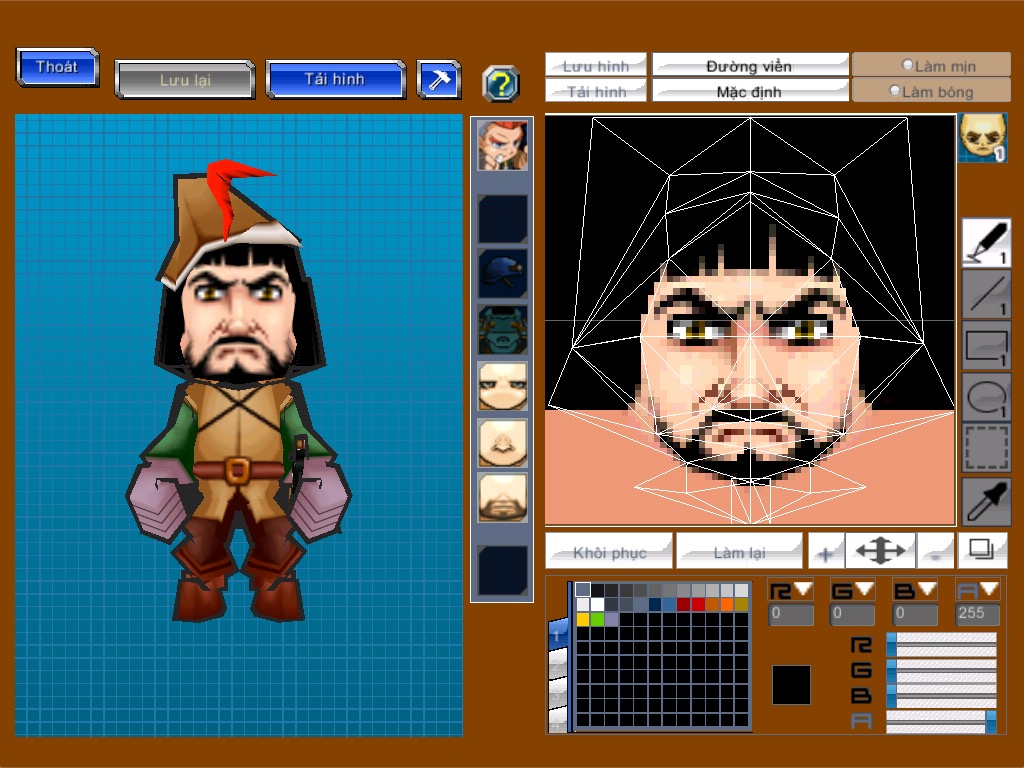 Thoát
Lưu lại
Tải hình
?
Lưu hình
Đường viền
Làm mịn
Tải hình
Mặc định
Làm bóng
1
1
1
1
1
Khôi phục
Làm lại
+
-
R
G
B
A
0
0
0
255
1
R
G
B
A